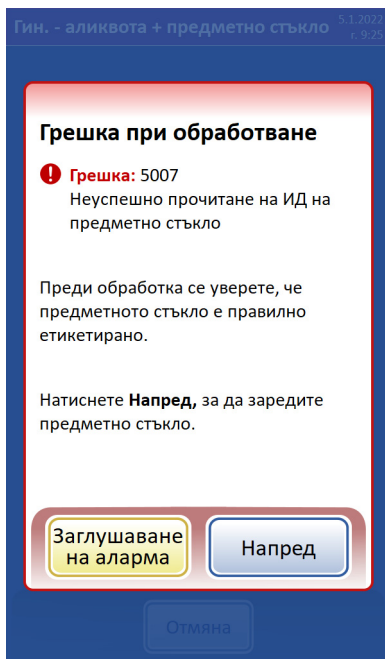 Гин. - аликвота + предметно стъкло
5.1.2022
г. 9:25
Грешка при обработване
Грешка: 5007
Неуспешно прочитане на ИД на
предметно стъкло
Преди обработка се уверете, че
предметното стъкло е правилно
етикетирано.
Натиснете Напред, за да заредите
предметно стъкло.
Заглушаване
на аларма
Напред
Отмяна